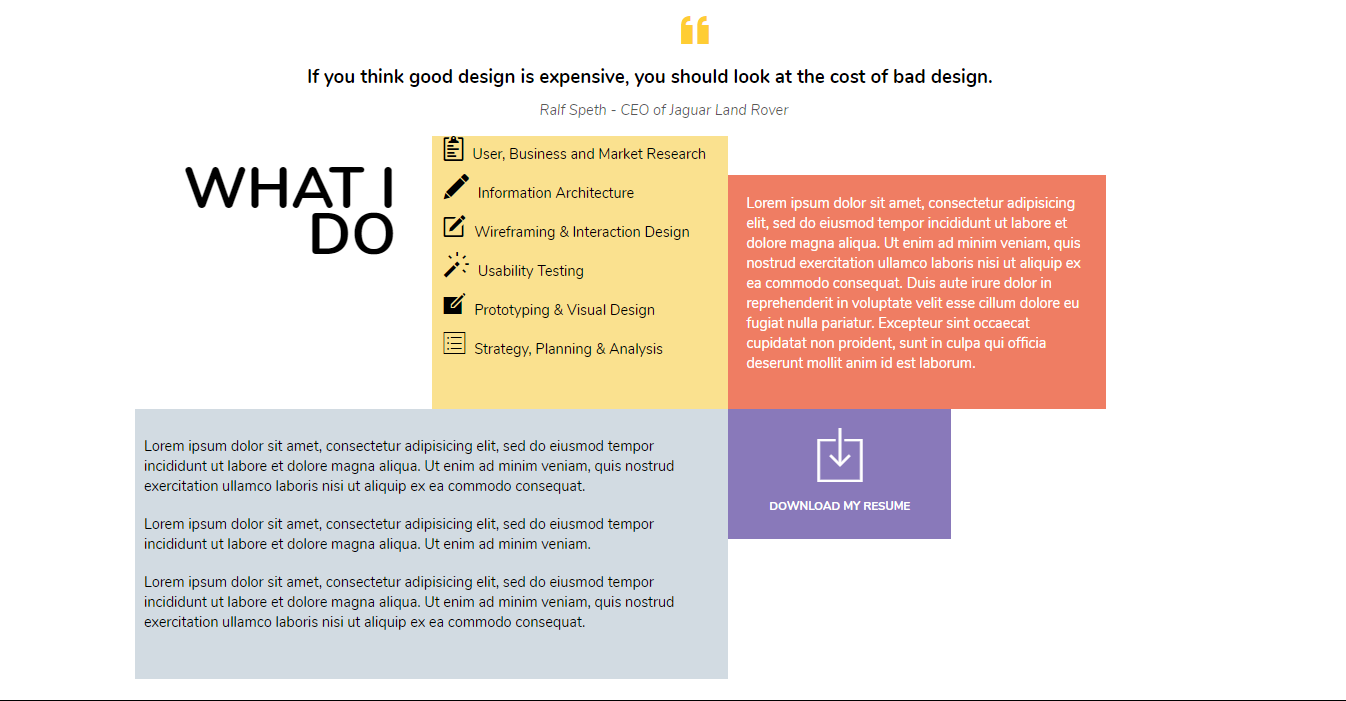 If you think good design is expensive, you should look at the cost of bad design.
Ralf Speth - CEO of Jaguar Land Rover
WHAT I
DO
User, Business and Market Research
Information Architecture
Wireframing & Interaction Design
Usability Testing
Prototyping & Visual Design
Strategy, Planning & Analysis
Lorem ipsum dolor sit amet, consectetur adipisicing
elit, sed do eiusmod tempor incididunt ut labore et
dolore magna aliqua. Ut enim ad minim veniam, quis
nostrud exercitation ullamco laboris nisi ut aliquip ex
ea commodo consequat. Duis aute irure dolor in
reprehenderit in voluptate velit esse cillum dolore eu
fugiat nulla pariatur. Excepteur sint occaecat
cupidatat non proident, sunt in culpa qui officia
deserunt mollit anim id est laborum.
Lorem ipsum dolor sit amet, consectetur adipisicing elit, sed do eiusmod tempor
incididunt ut labore et dolore magna aliqua. Ut enim ad minim veniam, quis nostrud
exercitation ullamco laboris nisi ut aliquip ex ea commodo consequat.
Lorem ipsum dolor sit amet, consectetur adipisicing elit, sed do eiusmod tempor
incididunt ut labore et dolore magna aliqua. Ut enim ad minim veniam.
Lorem ipsum dolor sit amet, consectetur adipisicing elit, sed do eiusmod tempor
incididunt ut labore et dolore magna aliqua. Ut enim ad minim veniam, quis nostrud
exercitation ullamco laboris nisi ut aliquip ex ea commodo consequat.
DOWNLOAD MY RESUME